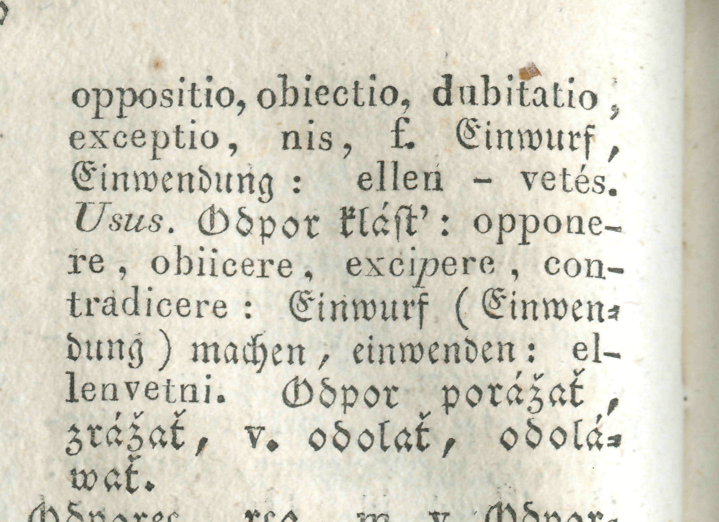 oppositio, obiectio, dubitatio,
exceptio, nis, f. Einwurf,
Einwendung: ellen - vetés.
Usus. Odpor klásť: oppone-
re, obiicere, excipere, con-
tradicere: Einwurf (Einwen-
dung) machen, einwenden: el-
lenvetni. Odpor porážať,
zrážať, v. odolať, odolá-
wať.